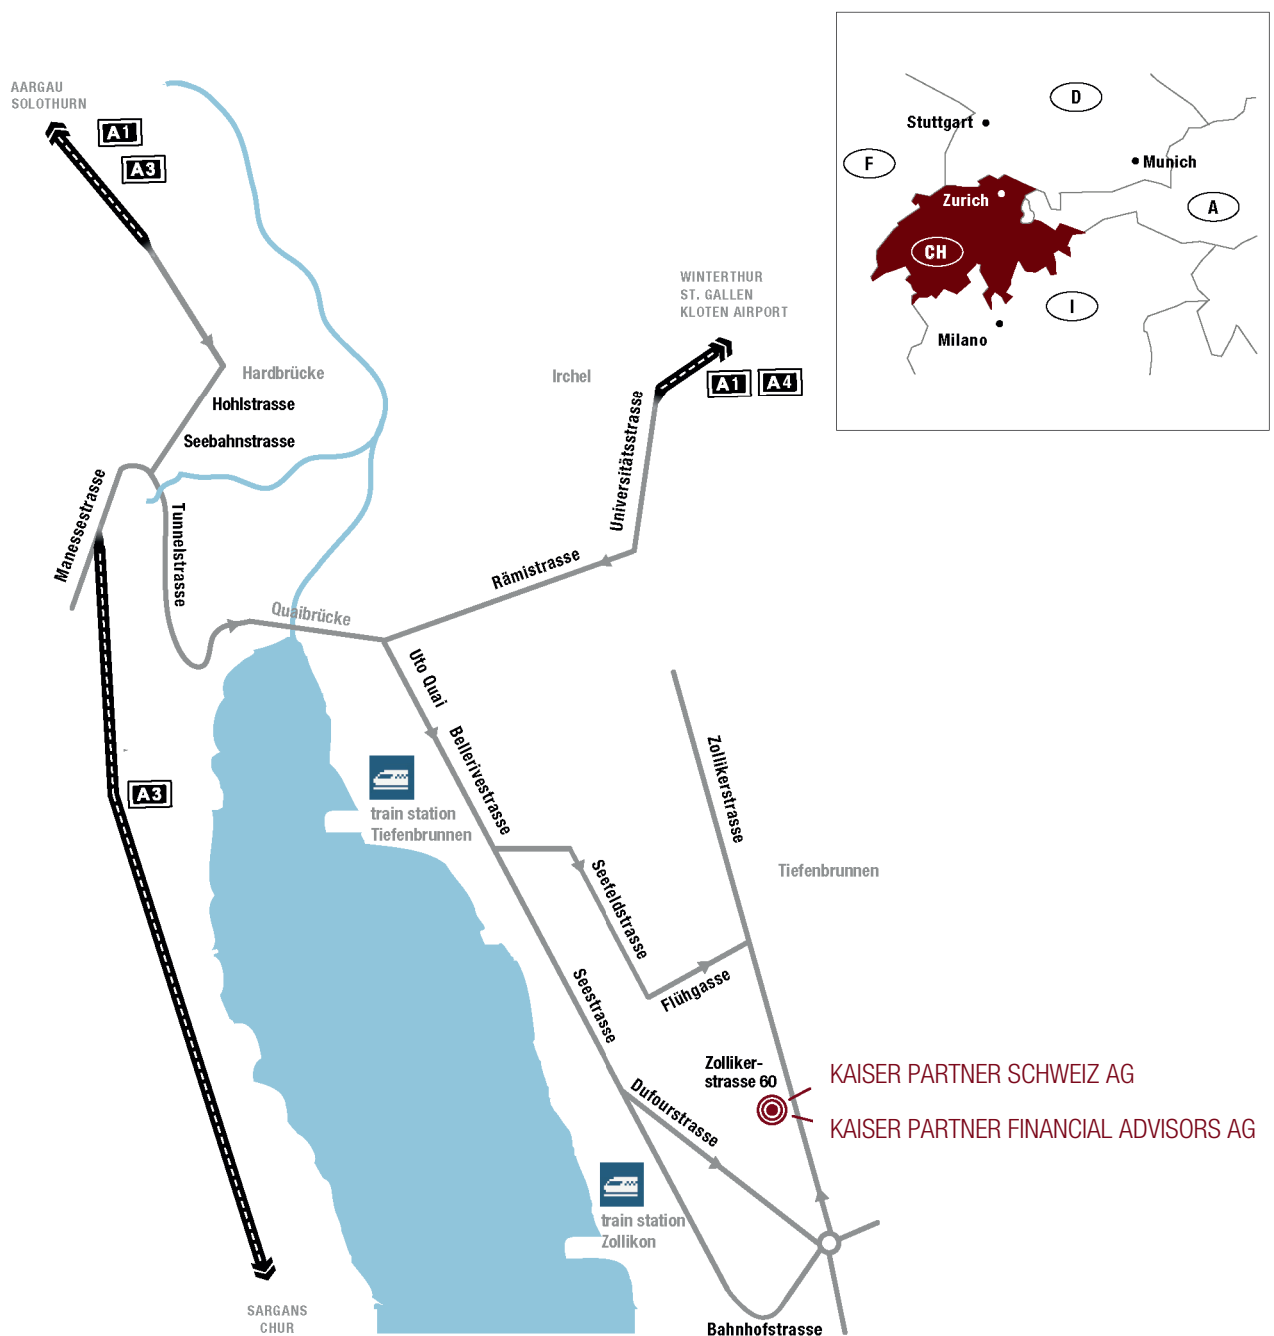 AARGAU
SOLOTHURN
A1
A3
Hardbrücke
Hohlstrasse
Seebahnstrasse
Manessestrasse
Tunnelstrasse
Quaibrücke
A3
SARGANS
CHUR
WINTERTHUR
ST. GALLEN
KLOTEN AIRPORT
A1
A4
Irchel
Universitätsstrasse
Rämistrasse
Uto Quai
Bellerivestrasse
train station
Tiefenbrunnen
Zollikerstrasse
Tiefenbrunnen
Seefeldstrasse
Flühgasse
Seestrasse
Zolliker-
strasse 60
KAISER PARTNER SCHWEIZ AG
KAISER PARTNER FINANCIAL ADVISORS AG
Dufourstrasse
train station
Zollikon
Bahnhofstrasse
D
Stuttgart
F
Munich
Zurich
A
CH
I
Milano